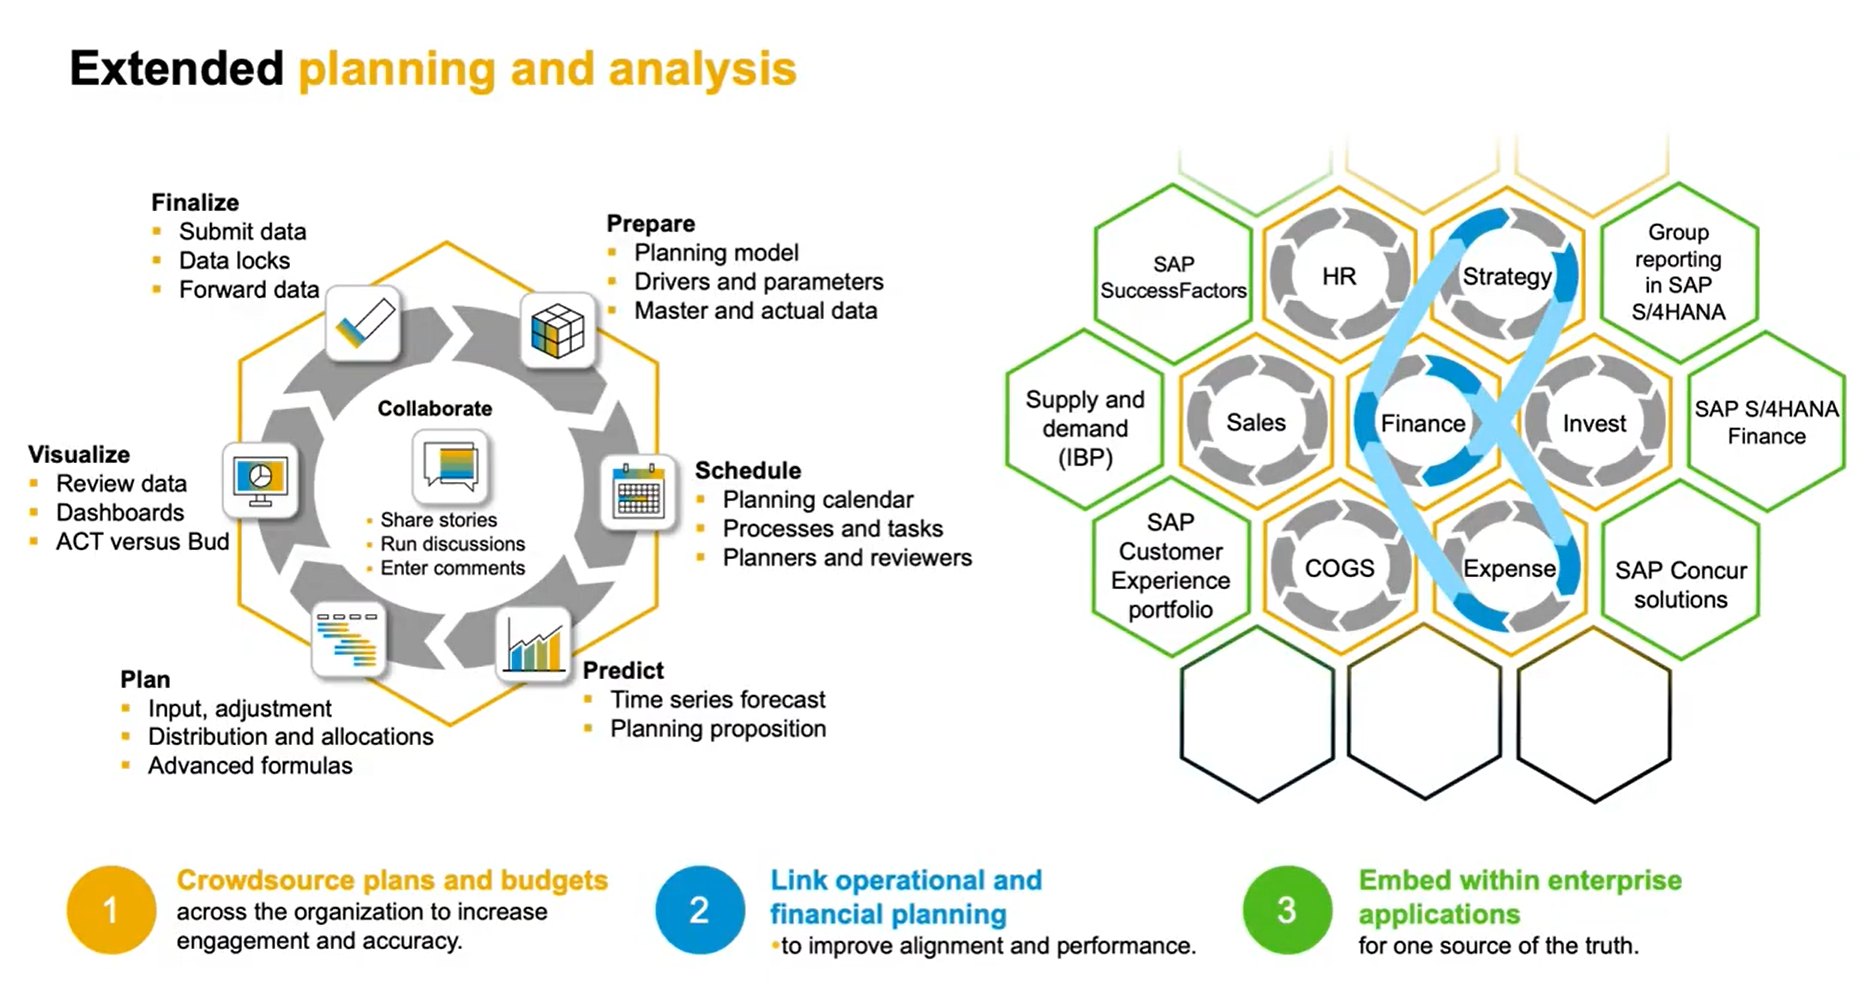 Extended planning and analysis
Finalize
Submit data
Data locks
Forward data
Prepare
Planning model
Drivers and parameters
Master and actual data
Visualize
Review data
Dashboards
ACT versus Bud
Collaborate
Share stories
Run discussions
Enter comments
Schedule
Planning calendar
Processes and tasks
Planners and reviewers
Plan
Input, adjustment
Distribution and allocations
Advanced formulas
Predict
Time series forecast
Planning proposition
SAP
SuccessFactors
HR
Strategy
Group
reporting
in SAP
S/4HANA
Supply and
demand
(IBP)
Sales
Finance
Invest
SAP S/4HANA
Finance
SAP
Customer
Experience
portfolio
COGS
Expense
SAP Concur
solutions
1
Crowdsource plans and budgets
across the organization to increase
engagement and accuracy.
2
Link operational and
financial planning
to improve alignment and performance.
3
Embed within enterprise
applications
for one source of the truth.